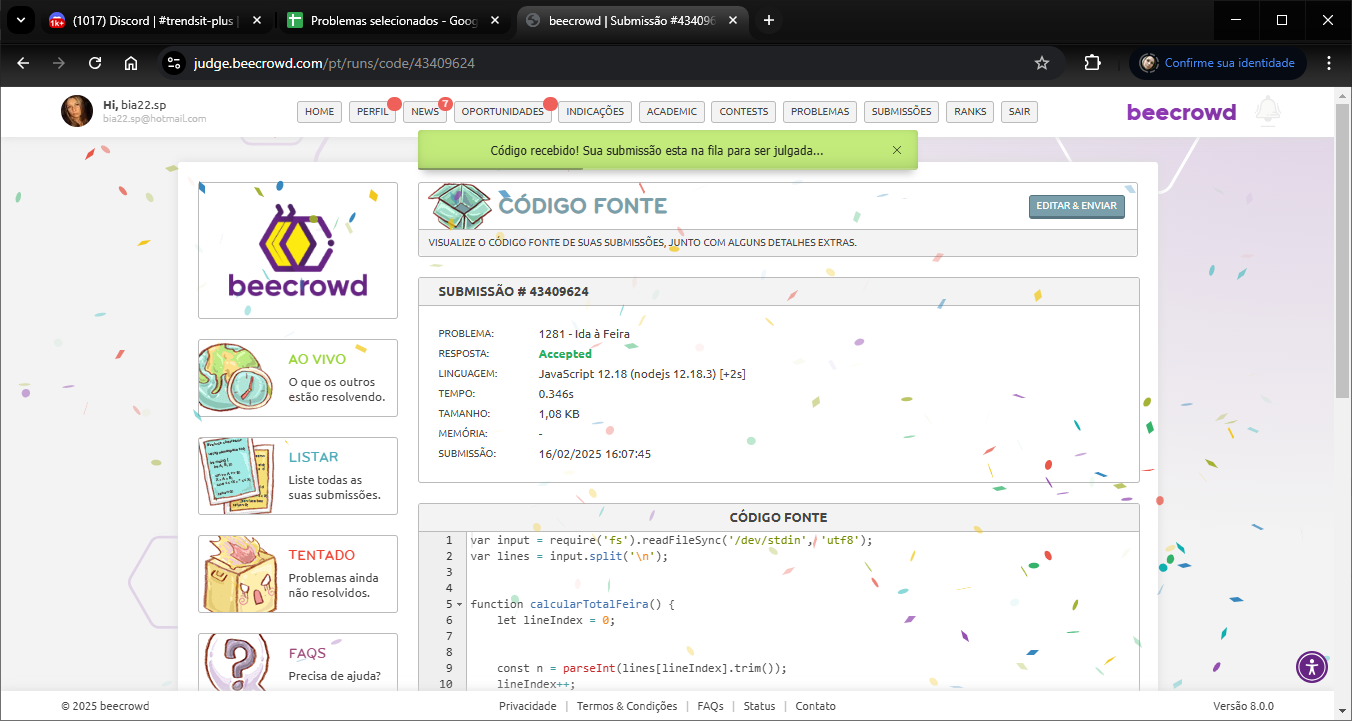 (1017) Discord | #trendsit-plus |
Problemas selecionados - Goog
beecrowd | Submissão #43409
judge.beecrowd.com/pt/runs/code/43409624
Confirme sua identidade
Hi, bia22.sp
bia22.sp@hotmail.com
HOME
PERFIL
NEWS
7
OPORTUNIDADES
INDICAÇÕES
ACADEMIC
CONTESTS
PROBLEMAS
SUBMISSÕES
RANKS
SAIR
beecrowd
Código recebido! Sua submissão esta na fila para ser julgada...
beecrowd
AO VIVO
O que os outros
estão resolvendo.
LISTAR
Liste todas as
suas submissões.
TENTADO
Problemas ainda
não resolvidos.
FAQS
Precisa de ajuda?
CÓDIGO FONTE
EDITAR & ENVIAR
VISUALIZE O CÓDIGO FONTE DE SUAS SUBMISSÕES, JUNTO COM ALGUNS DETALHES EXTRAS.
SUBMISSÃO # 43409624
PROBLEMA: 1281 - Ida à Feira
RESPOSTA: Accepted
LINGUAGEM: JavaScript 12.18 (nodejs 12.18.3) [+2s]
TEMPO: 0.346s
TAMANHO: 1,08 KB
MEMÓRIA: -
SUBMISSÃO: 16/02/2025 16:07:45
CÓDIGO FONTE
1 var input = require('fs').readFileSync('/dev/stdin', 'utf8');
2 var lines = input.split('\n');
3
4
5 function calcularTotalFeira() {
6 let lineIndex = 0;
7
8
9 const n = parseInt(lines[lineIndex].trim());
10 lineIndex++;
© 2025 beecrowd
Privacidade | Termos & Condições | FAQs | Status | Contato
Versão 8.0.0